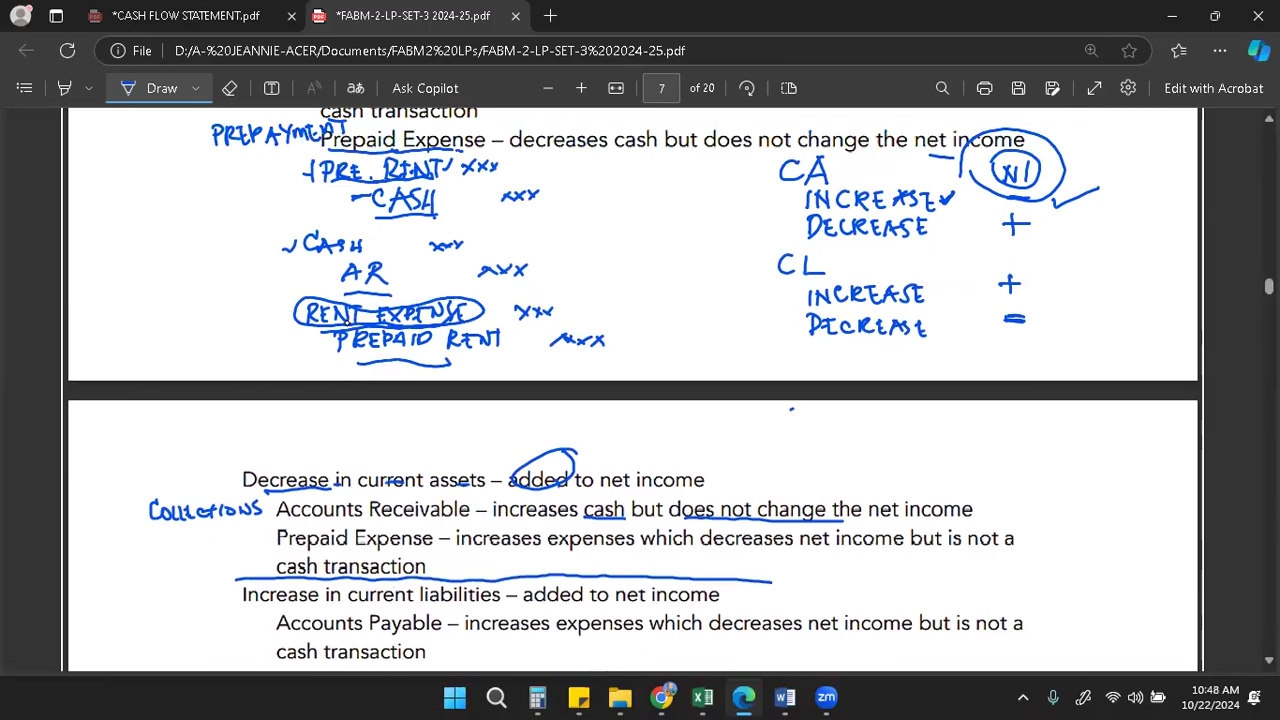 *CASH FLOW STATEMENT.pdf
*FABM-2-LP-SET-3 2024-25.pdf
File D:/A-%20JEANNIE-ACER/Documents/FABM2%20LPs/FABM-2-LP-SET-3%202024-25.pdf
Draw Ask Copilot 7 of 20 Edit with Acrobat
cash transaction
PREPAYMENT
Prepaid Expense – decreases cash but does not change the net income
PRE. RENT xxx
CASH xxx
CASH xxx
AR xxx
RENT EXPENSE xxx
PREPAID RENT xxx
CA NI
INCREASE
DECREASE +
CL
INCREASE +
DECREASE =
Decrease in current assets – added to net income
COLLECTIONS
Accounts Receivable – increases cash but does not change the net income
Prepaid Expense – increases expenses which decreases net income but is not a
cash transaction
Increase in current liabilities – added to net income
Accounts Payable – increases expenses which decreases net income but is not a
cash transaction
10:48 AM
10/22/2024